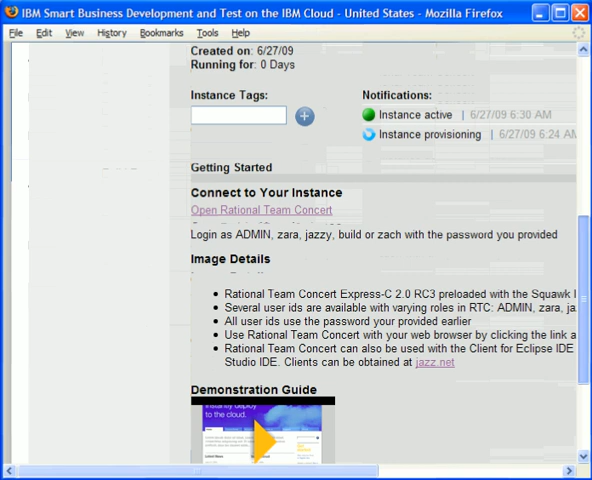 IBM Smart Business Development and Test on the IBM Cloud - United States - Mozilla Firefox
File Edit View History Bookmarks Tools Help
Created on: 6/27/09
Running for: 0 Days
Instance Tags:
Notifications:
Instance active | 6/27/09 6:30 AM
Instance provisioning | 6/27/09 6:24 AM
Getting Started
Connect to Your Instance
Open Rational Team Concert
Login as ADMIN, zara, jazzy, build or zach with the password you provided
Image Details
• Rational Team Concert Express-C 2.0 RC3 preloaded with the Squawk
• Several user ids are available with varying roles in RTC: ADMIN, zara, ja
• All user ids use the password your provided earlier
• Use Rational Team Concert with your web browser by clicking the link a
• Rational Team Concert can also be used with the Client for Eclipse IDE
Studio IDE. Clients can be obtained at jazz.net
Demonstration Guide
Instantly deploy
to the cloud.